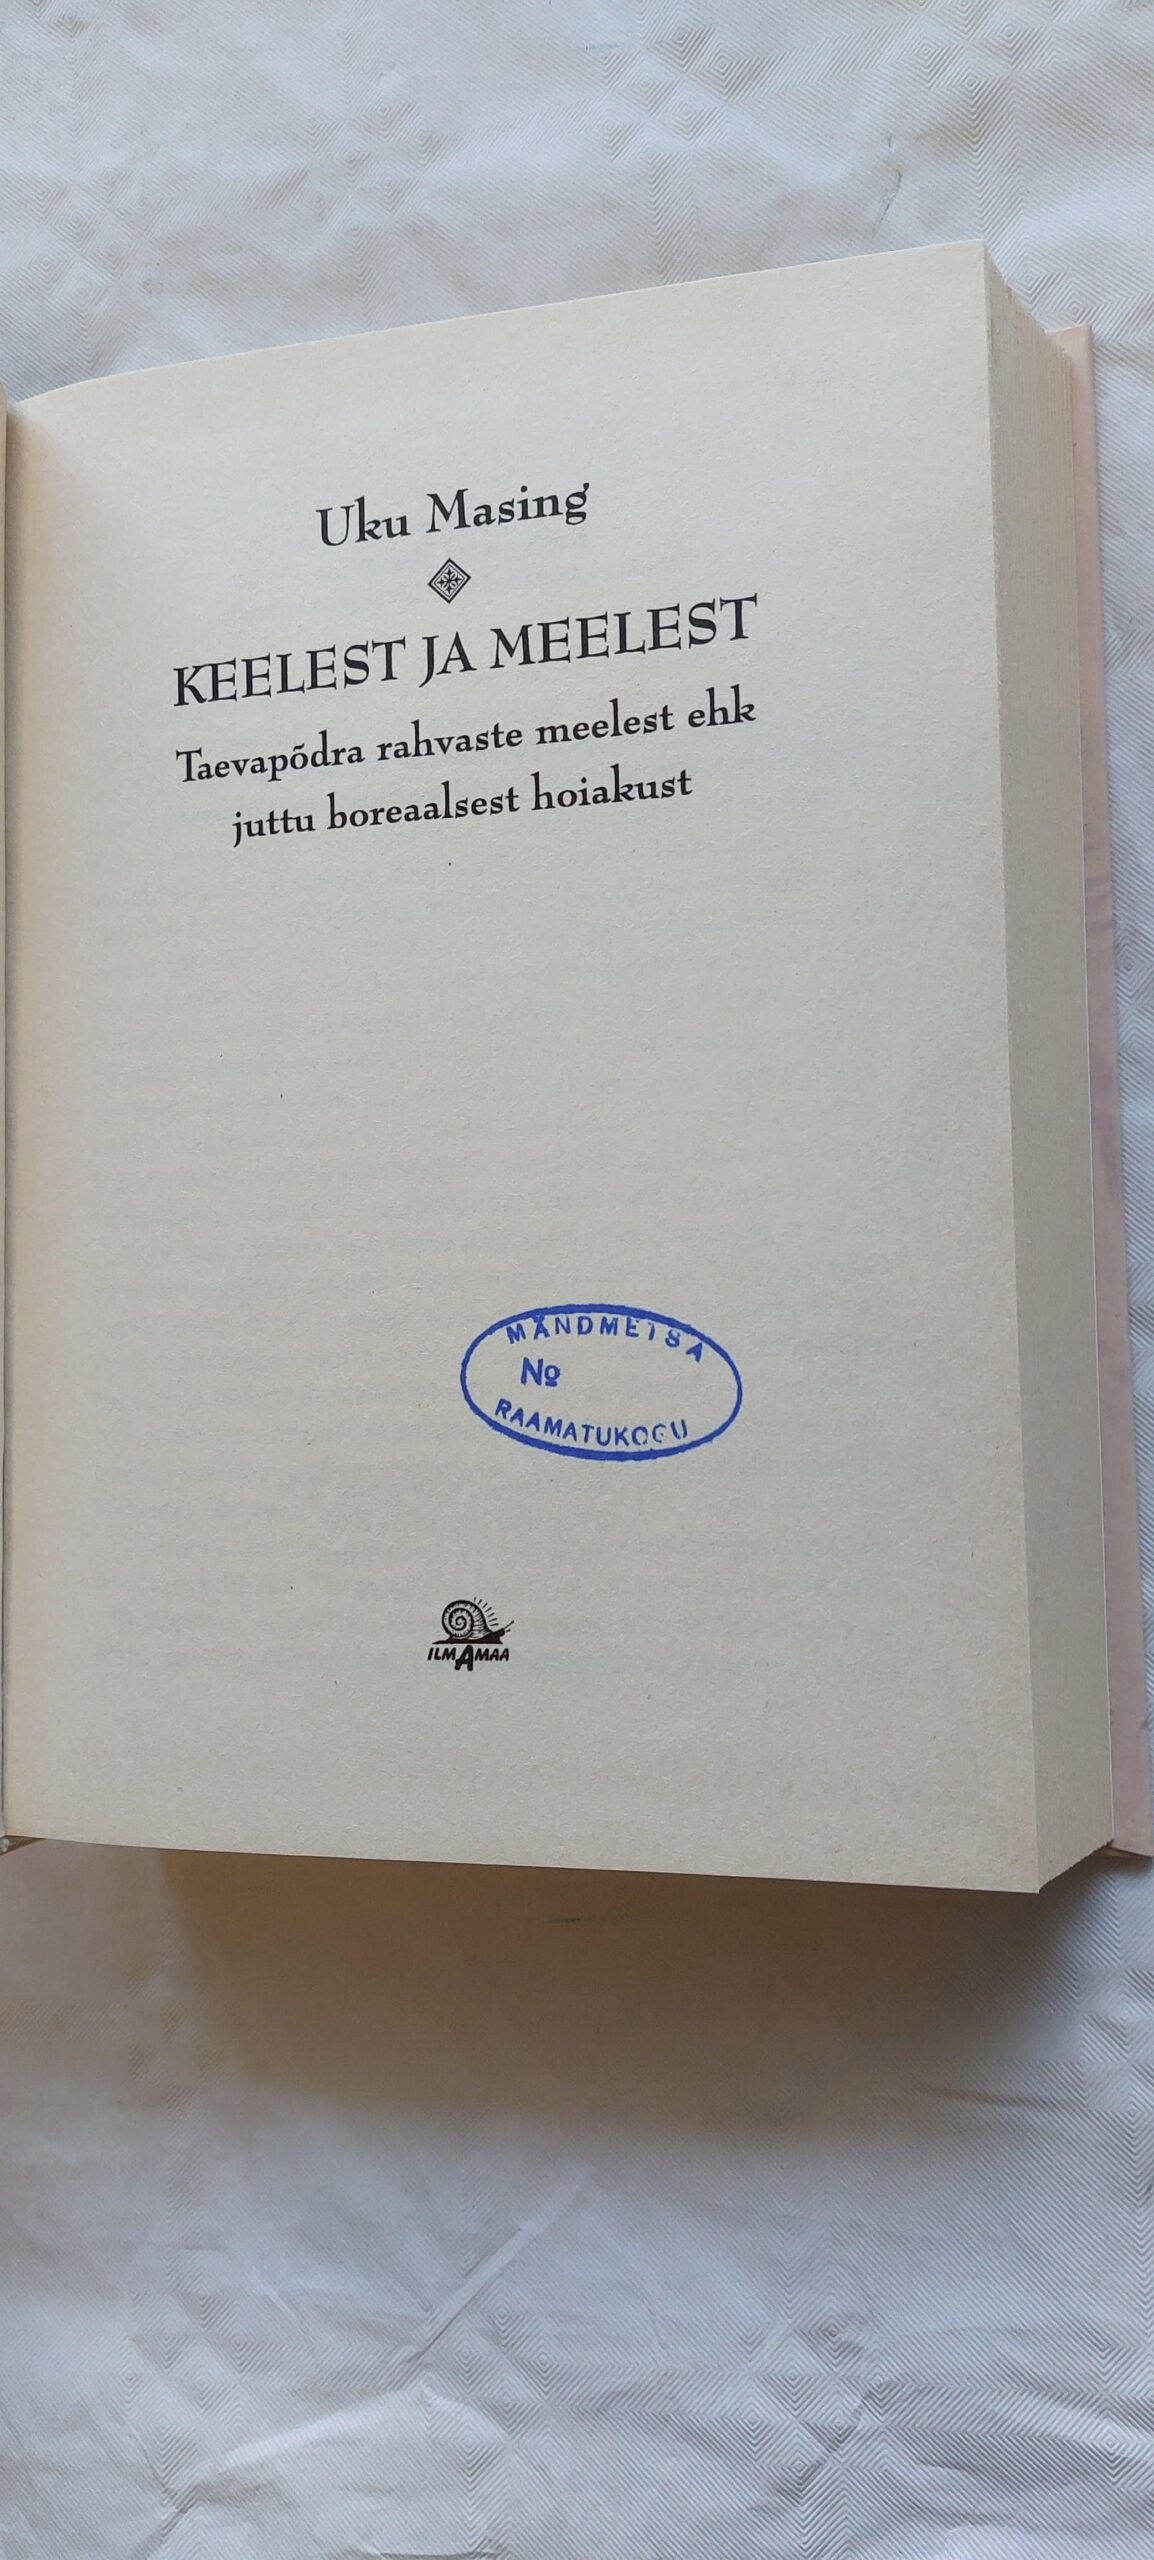 Uku Masing
KEELEST JA MEELEST
Taevapõdra rahvaste meelest ehk
juttu boreaalsest hoiakust
MÄNDMETSA
№
RAAMATUKOGU
ILMAMAA